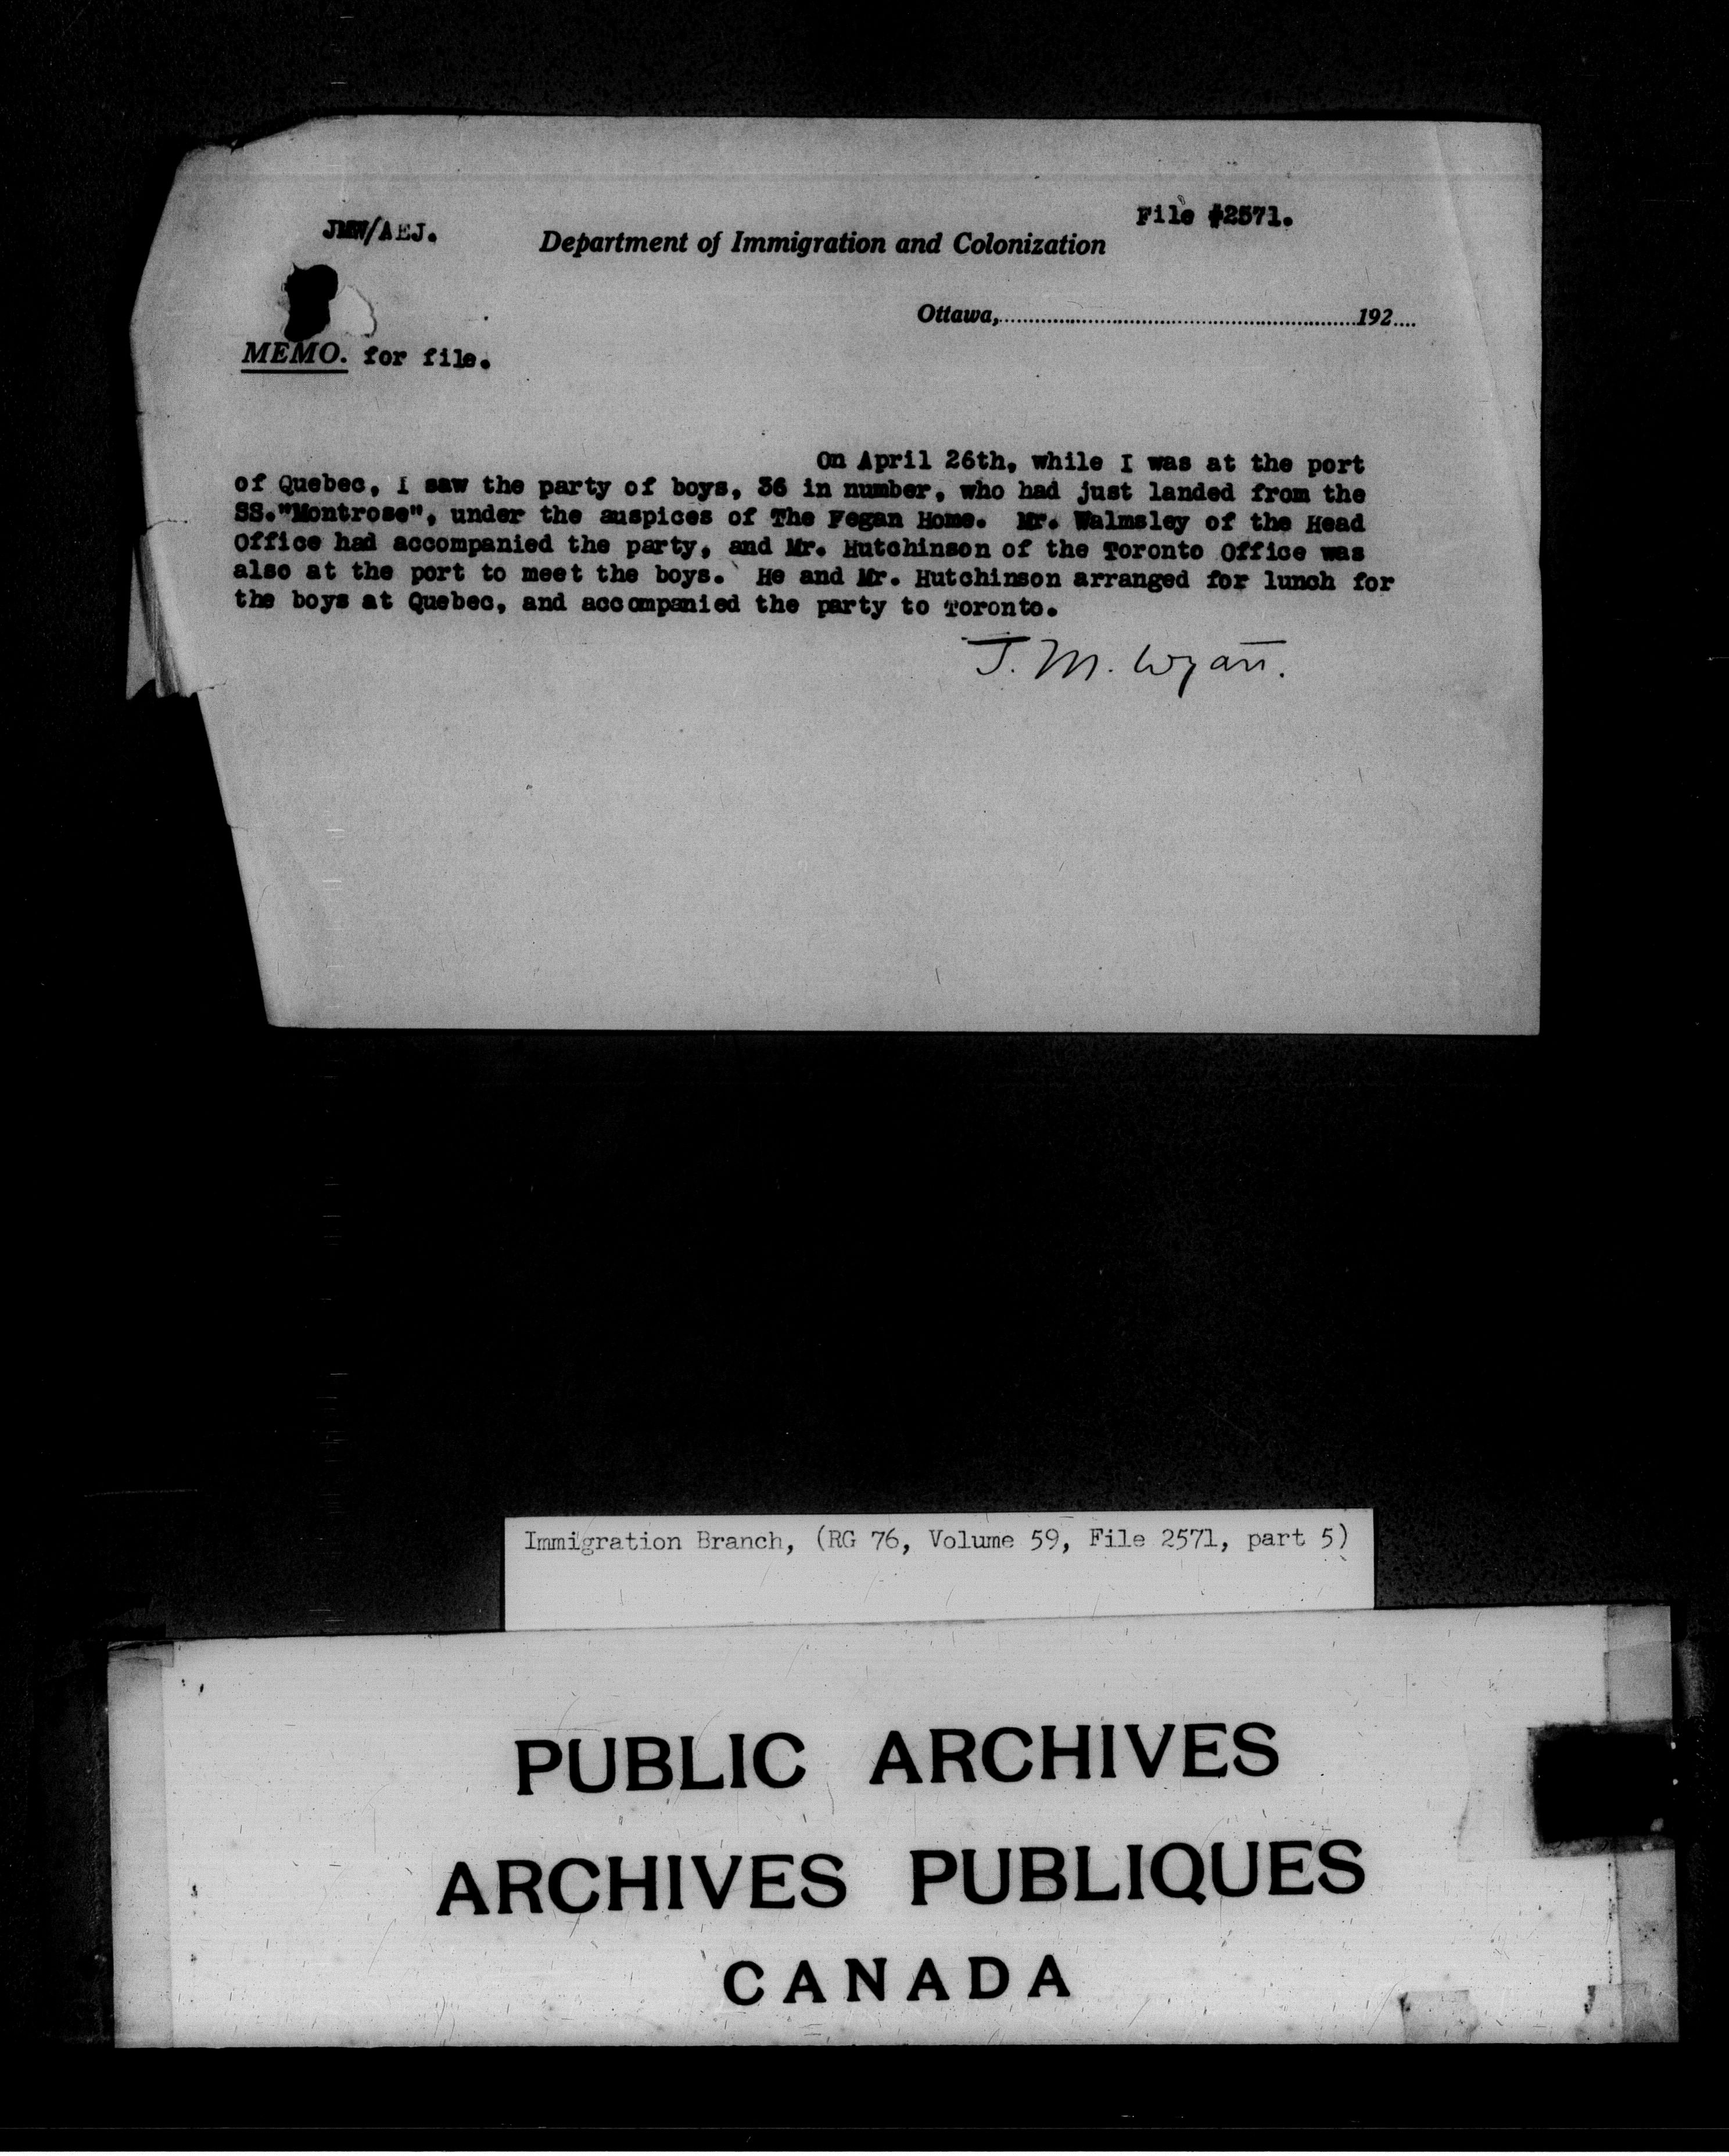 File #2571.
JMW/AEJ.
Department of Immigration and Colonization
Ottawa,..........192....
MEMO. for file.
On April 26th, while I was at the port
of Quebec, I saw the party of boys, 36 in number, who had just landed from the
SS."Montrose", under the auspices of The Fegan Home. Mr. Walmsley of the Head
Office had accompanied the party, and Mr. Hutchinson of the Toronto Office was
also at the port to meet the boys. He and Mr. Hutchinson arranged for lunch for
the boys at Quebec, and accompanied the party to Toronto.
J. M. Wyatt.
Immigration Branch, (RG 76, Volume 59, File 2571, part 5)
PUBLIC ARCHIVES
ARCHIVES PUBLIQUES
CANADA